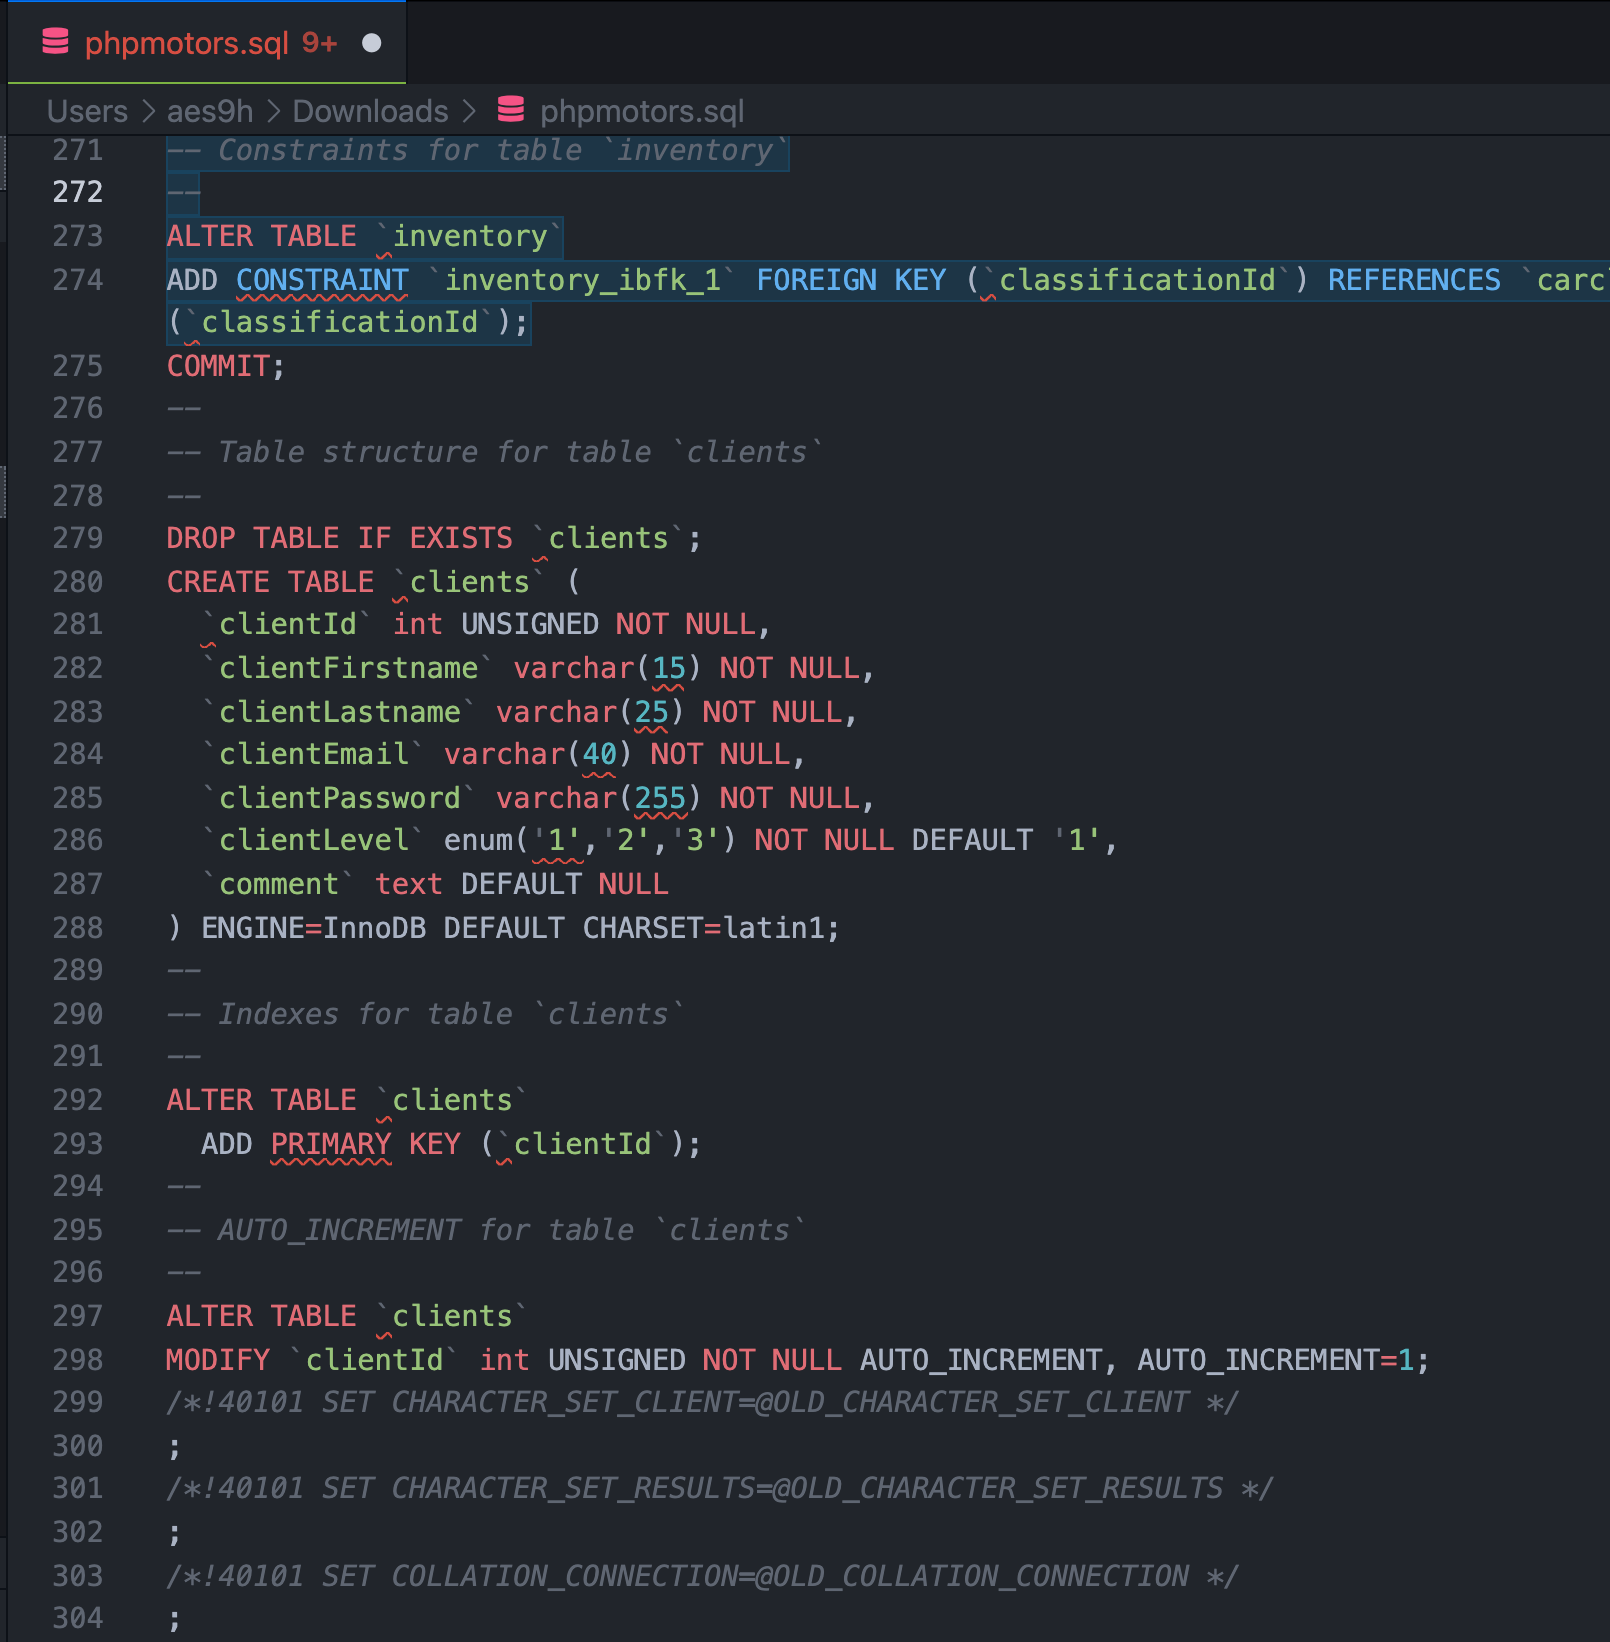 phpmotors.sql 9+
Users > aes9h > Downloads > phpmotors.sql
271 -- Constraints for table `inventory`
272 --
273 ALTER TABLE `inventory`
274 ADD CONSTRAINT `inventory_ibfk_1` FOREIGN KEY (`classificationId`) REFERENCES `carc
(`classificationId`);
275 COMMIT;
276 --
277 -- Table structure for table `clients`
278 --
279 DROP TABLE IF EXISTS `clients`;
280 CREATE TABLE `clients` (
281 `clientId` int UNSIGNED NOT NULL,
282 `clientFirstname` varchar(15) NOT NULL,
283 `clientLastname` varchar(25) NOT NULL,
284 `clientEmail` varchar(40) NOT NULL,
285 `clientPassword` varchar(255) NOT NULL,
286 `clientLevel` enum('1','2','3') NOT NULL DEFAULT '1',
287 `comment` text DEFAULT NULL
288 ) ENGINE=InnoDB DEFAULT CHARSET=latin1;
289 --
290 -- Indexes for table `clients`
291 --
292 ALTER TABLE `clients`
293 ADD PRIMARY KEY (`clientId`);
294 --
295 -- AUTO_INCREMENT for table `clients`
296 --
297 ALTER TABLE `clients`
298 MODIFY `clientId` int UNSIGNED NOT NULL AUTO_INCREMENT, AUTO_INCREMENT=1;
299 /*!40101 SET CHARACTER_SET_CLIENT=@OLD_CHARACTER_SET_CLIENT */
300 ;
301 /*!40101 SET CHARACTER_SET_RESULTS=@OLD_CHARACTER_SET_RESULTS */
302 ;
303 /*!40101 SET COLLATION_CONNECTION=@OLD_COLLATION_CONNECTION */
304 ;